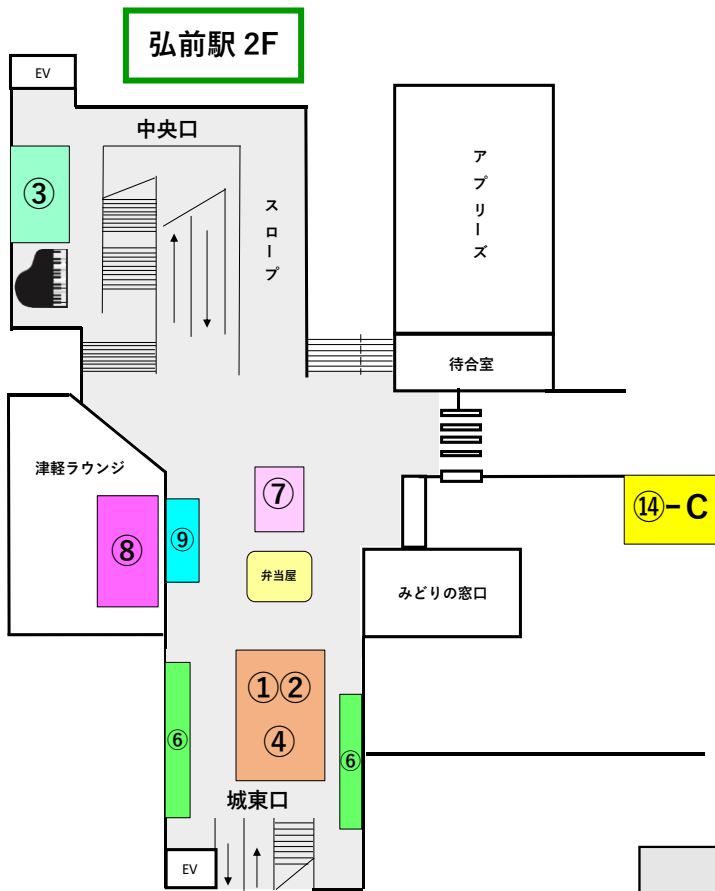 弘前駅 2F
EV
中央口
③
スロープ
アプリーズ
待合室
津軽ラウンジ
⑦
⑧
⑨
⑭-C
弁当屋
みどりの窓口
①②
④
⑥
⑥
城東口
EV